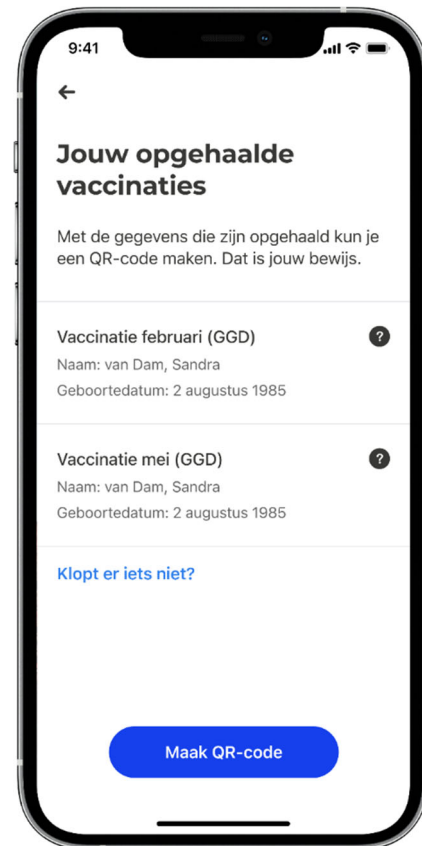 9:41
Jouw opgehaalde
vaccinaties
Met de gegevens die zijn opgehaald kun je
een QR-code maken. Dat is jouw bewijs.
Vaccinatie februari (GGD) ?
Naam: van Dam, Sandra
Geboortedatum: 2 augustus 1985
Vaccinatie mei (GGD) ?
Naam: van Dam, Sandra
Geboortedatum: 2 augustus 1985
Klopt er iets niet?
Maak QR-code